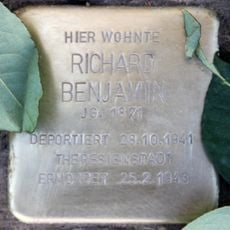 HIER WOHNTE
RICHARD
BENJAMIN
JG. 1871
DEPORTIERT 29.10.1941
THERESIENSTADT
ERMORDET 25.2.1943